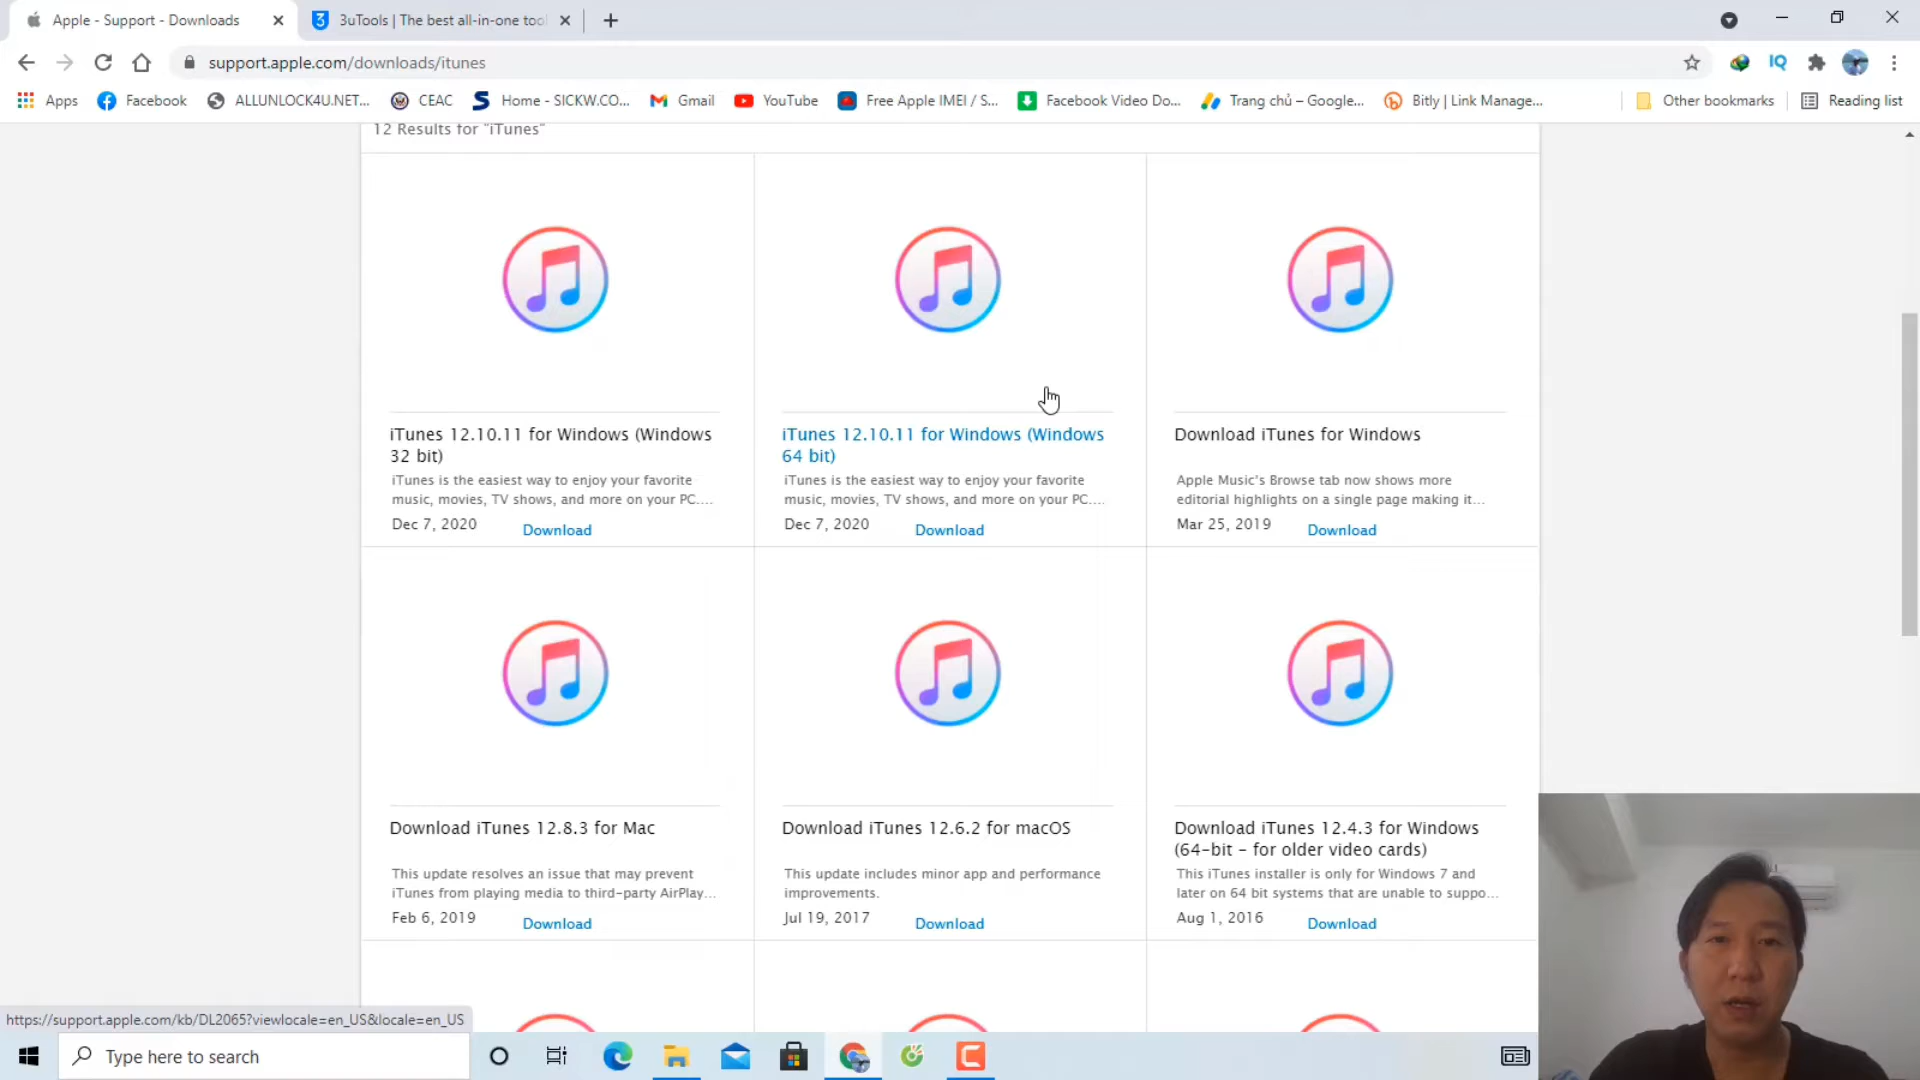 Apple - Support - Downloads
3uTools | The best all-in-one tool
support.apple.com/downloads/itunes
IQ
Apps
Facebook
ALLUNLOCK4U.NET...
CEAC
Home - SICKW.CO...
Gmail
YouTube
Free Apple IMEI / S...
Facebook Video Do...
Trang chủ – Google...
Bitly | Link Manage...
Other bookmarks
Reading list
12 Results for "iTunes"
iTunes 12.10.11 for Windows (Windows
32 bit)
iTunes is the easiest way to enjoy your favorite
music, movies, TV shows, and more on your PC....
Dec 7, 2020
Download
iTunes 12.10.11 for Windows (Windows
64 bit)
iTunes is the easiest way to enjoy your favorite
music, movies, TV shows, and more on your PC....
Dec 7, 2020
Download
Download iTunes for Windows
Apple Music's Browse tab now shows more
editorial highlights on a single page making it...
Mar 25, 2019
Download
Download iTunes 12.8.3 for Mac
This update resolves an issue that may prevent
iTunes from playing media to third-party AirPlay...
Feb 6, 2019
Download
Download iTunes 12.6.2 for macOS
This update includes minor app and performance
improvements.
Jul 19, 2017
Download
Download iTunes 12.4.3 for Windows
(64-bit - for older video cards)
This iTunes installer is only for Windows 7 and
later on 64 bit systems that are unable to suppo...
Aug 1, 2016
Download
https://support.apple.com/kb/DL2065?viewlocale=en_US&locale=en_US
Type here to search